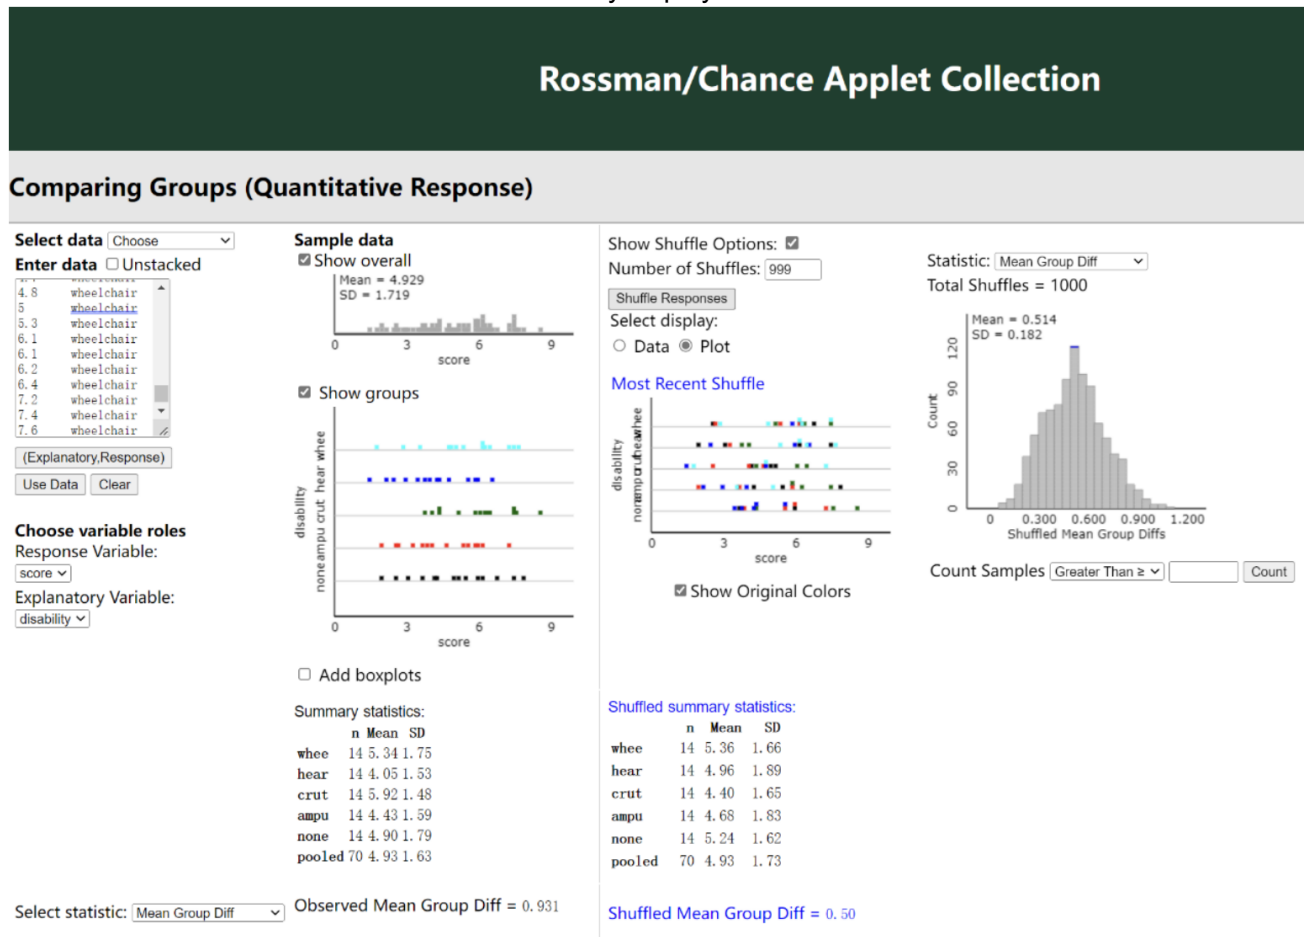 Rossman/Chance Applet Collection
Comparing Groups (Quantitative Response)
Select data Choose
Enter data Unstacked
4.8 wheelchair
5 wheelchair
5.3 wheelchair
6.1 wheelchair
6.1 wheelchair
6.2 wheelchair
6.4 wheelchair
7.2 wheelchair
7.4 wheelchair
7.6 wheelchair
(Explanatory,Response)
Use Data Clear
Choose variable roles
Response Variable:
score
Explanatory Variable:
disability
Select statistic: Mean Group Diff
Sample data
Show overall
Mean = 4.929
SD = 1.719
0 3 6 9
score
Show groups
disability
none ampu crut hear whee
0 3 6 9
score
Add boxplots
Summary statistics:
n Mean SD
whee 14 5.34 1.75
hear 14 4.05 1.53
crut 14 5.92 1.48
ampu 14 4.43 1.59
none 14 4.90 1.79
pooled 70 4.93 1.63
Observed Mean Group Diff = 0.931
Show Shuffle Options:
Number of Shuffles: 999
Shuffle Responses
Select display:
Data Plot
Most Recent Shuffle
disability
0 3 6 9
score
Show Original Colors
Shuffled summary statistics:
n Mean SD
whee 14 5.36 1.66
hear 14 4.96 1.89
crut 14 4.40 1.65
ampu 14 4.68 1.83
none 14 5.24 1.62
pooled 70 4.93 1.73
Shuffled Mean Group Diff = 0.50
Statistic: Mean Group Diff
Total Shuffles = 1000
Mean = 0.514
SD = 0.182
Count
0 30 60 90 120
0 0.300 0.600 0.900 1.200
Shuffled Mean Group Diffs
Count Samples Greater Than ≥ Count